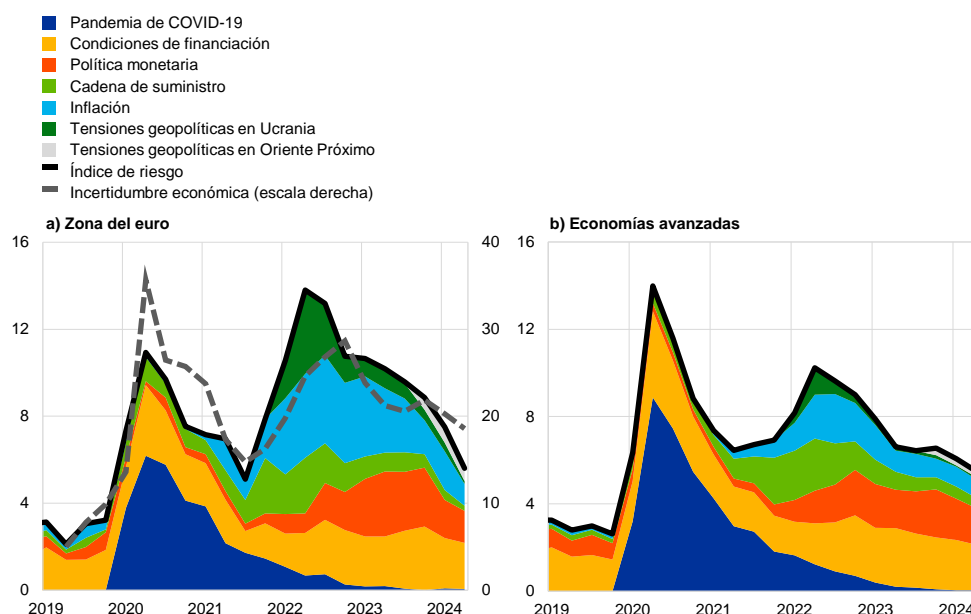 Pandemia de COVID-19
Condiciones de financiación
Política monetaria
Cadena de suministro
Inflación
Tensiones geopolíticas en Ucrania
Tensiones geopolíticas en Oriente Próximo
Índice de riesgo
Incertidumbre económica (escala derecha)
a) Zona del euro
16
12
8
4
0
40
30
20
10
0
2019 2020 2021 2022 2023 2024
b) Economías avanzadas
16
12
8
4
0
2019 2020 2021 2022 2023 2024